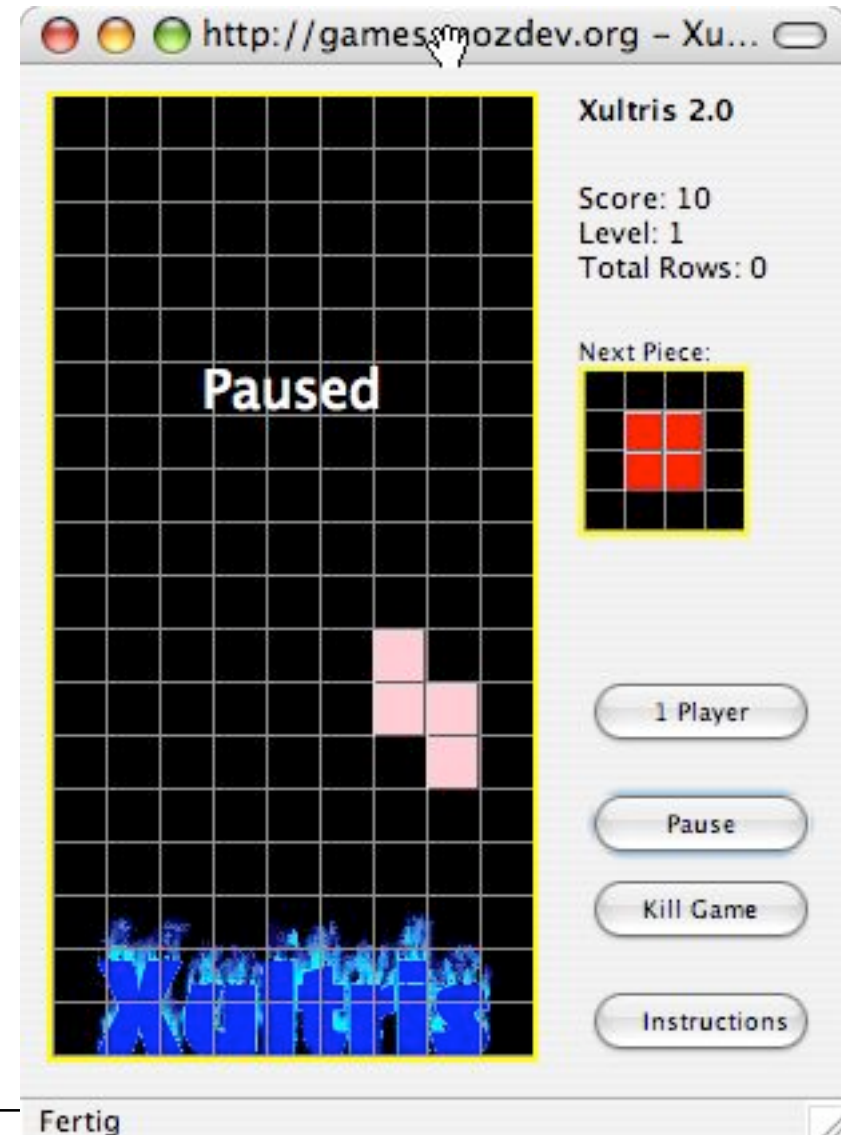 http://games.mozdev.org – Xu...
Xultris 2.0
Score: 10
Level: 1
Total Rows: 0
Next Piece:
Paused
1 Player
Pause
Kill Game
Xultris
Instructions
Fertig